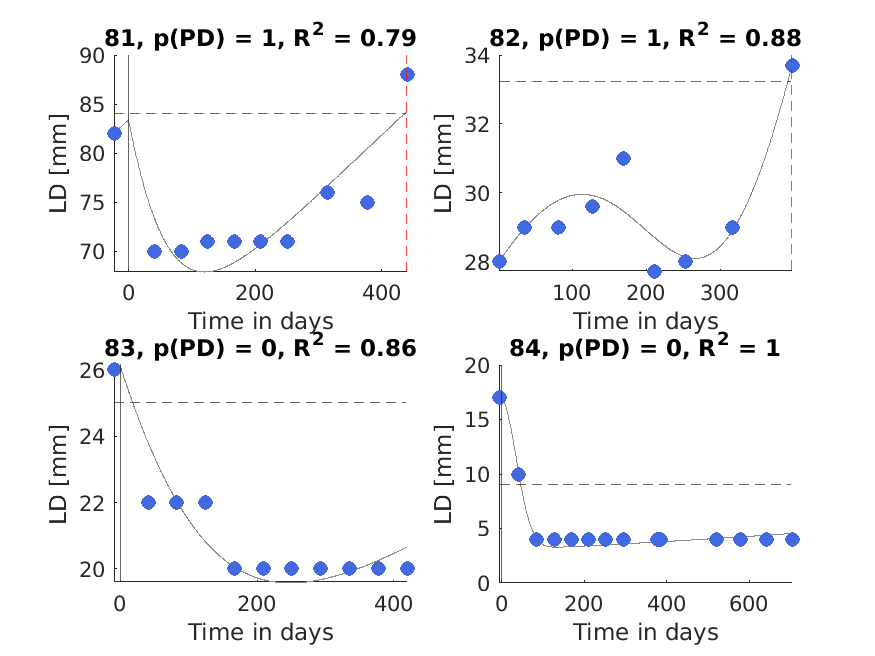 81, p(PD) = 1, R² = 0.79
90
85
80
75
70
LD [mm]
0
200
400
Time in days
82, p(PD) = 1, R² = 0.88
34
32
30
28
LD [mm]
100
200
300
Time in days
83, p(PD) = 0, R² = 0.86
26
24
22
20
LD [mm]
0
200
400
Time in days
84, p(PD) = 0, R² = 1
20
15
10
5
0
LD [mm]
0
200
400
600
Time in days